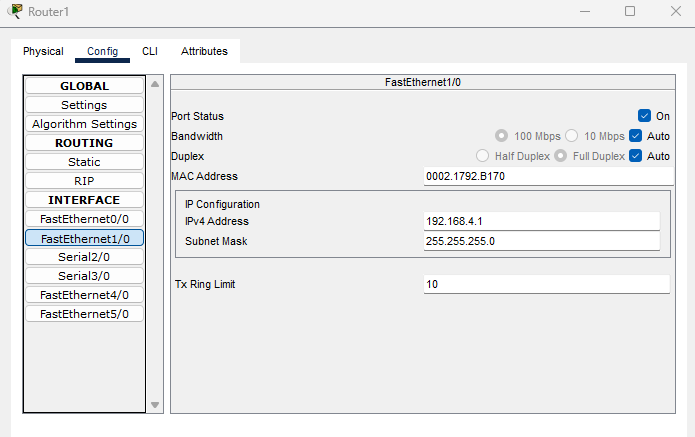 Router1
Physical Config CLI Attributes
GLOBAL
Settings
Algorithm Settings
ROUTING
Static
RIP
INTERFACE
FastEthernet0/0
FastEthernet1/0
Serial2/0
Serial3/0
FastEthernet4/0
FastEthernet5/0
FastEthernet1/0
Port Status On
Bandwidth 100 Mbps 10 Mbps Auto
Duplex Half Duplex Full Duplex Auto
MAC Address 0002.1792.B170
IP Configuration
IPv4 Address 192.168.4.1
Subnet Mask 255.255.255.0
Tx Ring Limit 10